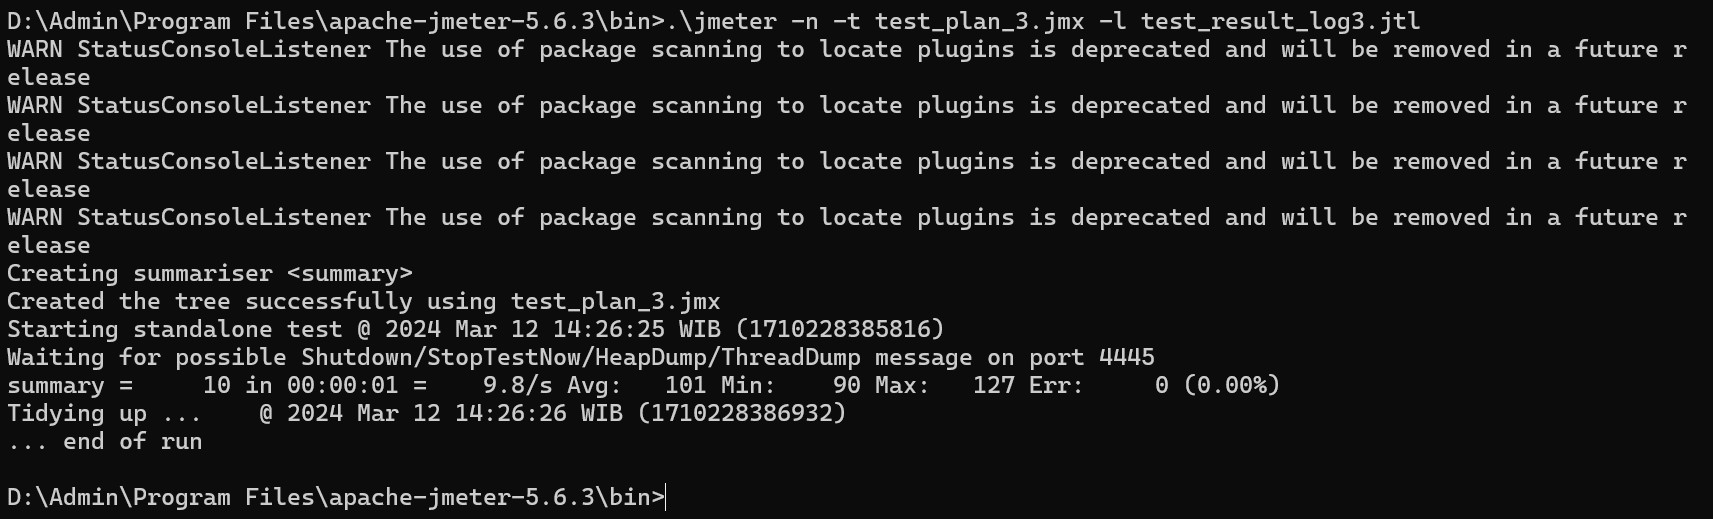 D:\Admin\Program Files\apache-jmeter-5.6.3\bin>.\jmeter -n -t test_plan_3.jmx -l test_result_log3.jtl
WARN StatusConsoleListener The use of package scanning to locate plugins is deprecated and will be removed in a future r
elease
WARN StatusConsoleListener The use of package scanning to locate plugins is deprecated and will be removed in a future r
elease
WARN StatusConsoleListener The use of package scanning to locate plugins is deprecated and will be removed in a future r
elease
WARN StatusConsoleListener The use of package scanning to locate plugins is deprecated and will be removed in a future r
elease
Creating summariser <summary>
Created the tree successfully using test_plan_3.jmx
Starting standalone test @ 2024 Mar 12 14:26:25 WIB (1710228385816)
Waiting for possible Shutdown/StopTestNow/HeapDump/ThreadDump message on port 4445
summary =     10 in 00:00:01 =    9.8/s Avg:   101 Min:    90 Max:   127 Err:     0 (0.00%)
Tidying up ...    @ 2024 Mar 12 14:26:26 WIB (1710228386932)
... end of run
D:\Admin\Program Files\apache-jmeter-5.6.3\bin>